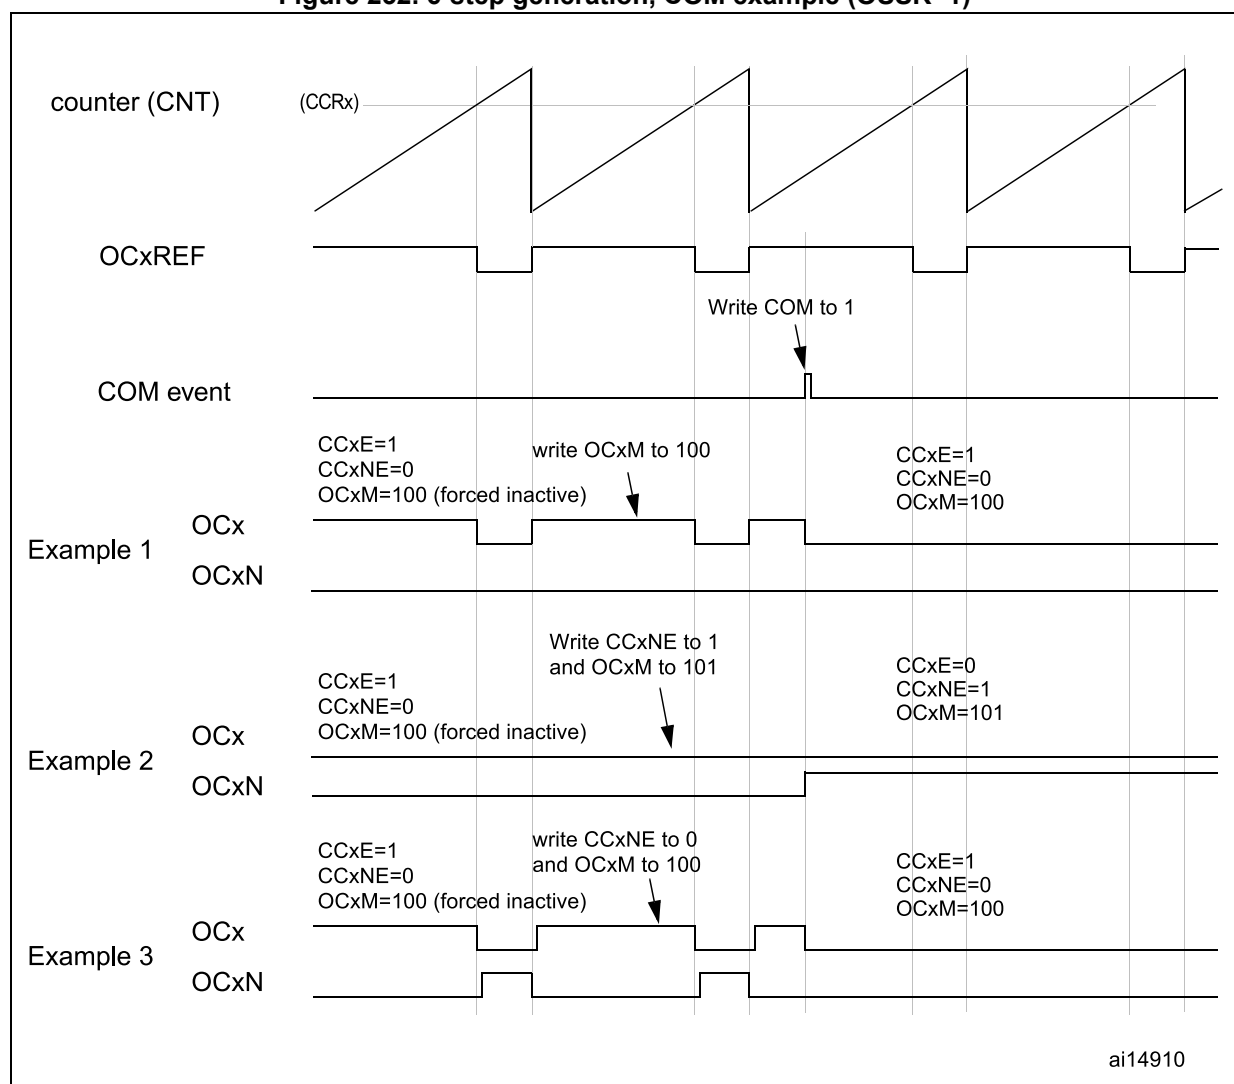 counter (CNT)
(CCRx)
OCxREF
Write COM to 1
COM event
CCxE=1
CCxNE=0
OCxM=100 (forced inactive)
write OCxM to 100
CCxE=1
CCxNE=0
OCxM=100
OCx
Example 1
OCxN
Write CCxNE to 1
and OCxM to 101
CCxE=1
CCxNE=0
OCxM=100 (forced inactive)
CCxE=0
CCxNE=1
OCxM=101
OCx
Example 2
OCxN
write CCxNE to 0
and OCxM to 100
CCxE=1
CCxNE=0
OCxM=100 (forced inactive)
CCxE=1
CCxNE=0
OCxM=100
OCx
Example 3
OCxN
ai14910